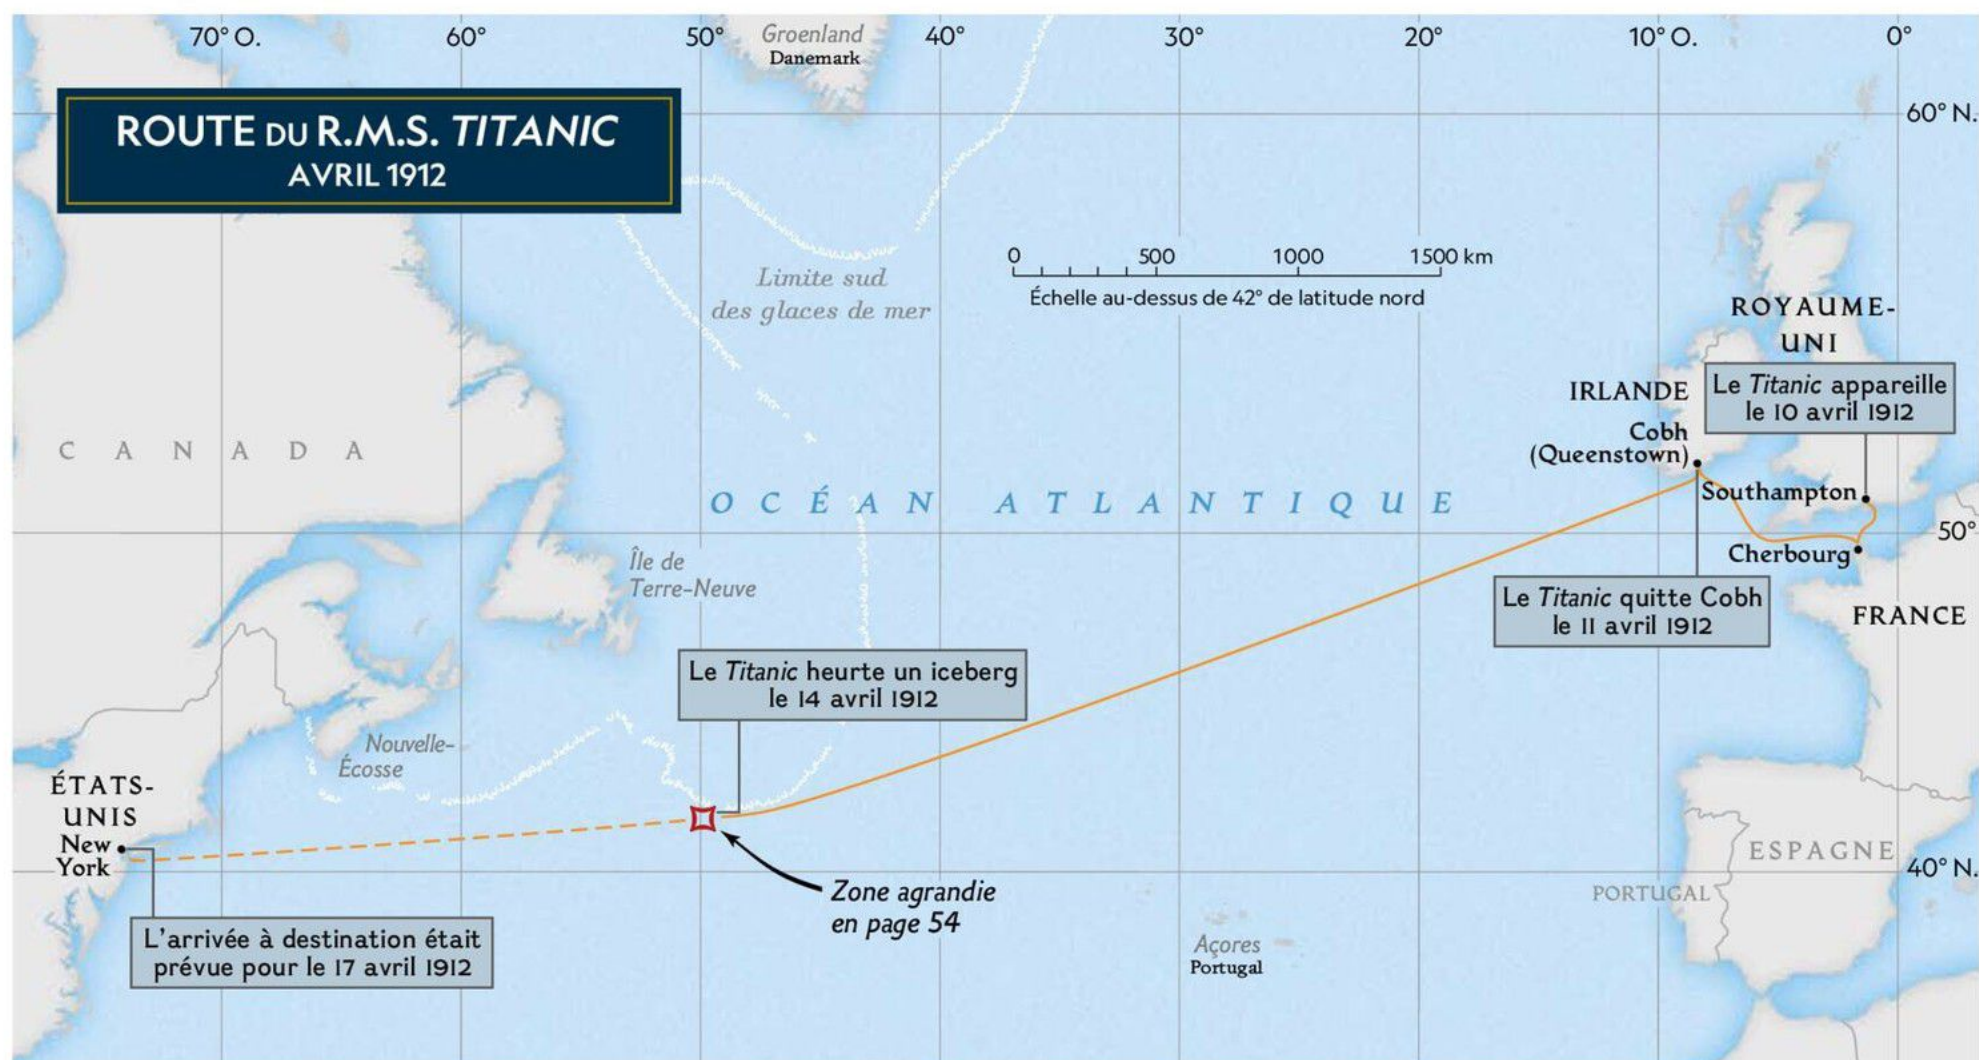 70° O.
60°
50°
40°
30°
20°
10° O.
0°
Groenland
Danemark
60° N.
ROUTE DU R.M.S. TITANIC
AVRIL 1912
0 500 1000 1500 km
Échelle au-dessus de 42° de latitude nord
Limite sud
des glaces de mer
ROYAUME-
UNI
IRLANDE
Le Titanic appareille
le 10 avril 1912
Cobh
(Queenstown)
CANADA
OCÉAN ATLANTIQUE
Southampton
50°
Cherbourg
Île de
Terre-Neuve
Le Titanic quitte Cobh
le 11 avril 1912
FRANCE
Le Titanic heurte un iceberg
le 14 avril 1912
Nouvelle-
Écosse
ÉTATS-
UNIS
New
York
ESPAGNE
40° N.
PORTUGAL
Zone agrandie
en page 54
L'arrivée à destination était
prévue pour le 17 avril 1912
Açores
Portugal